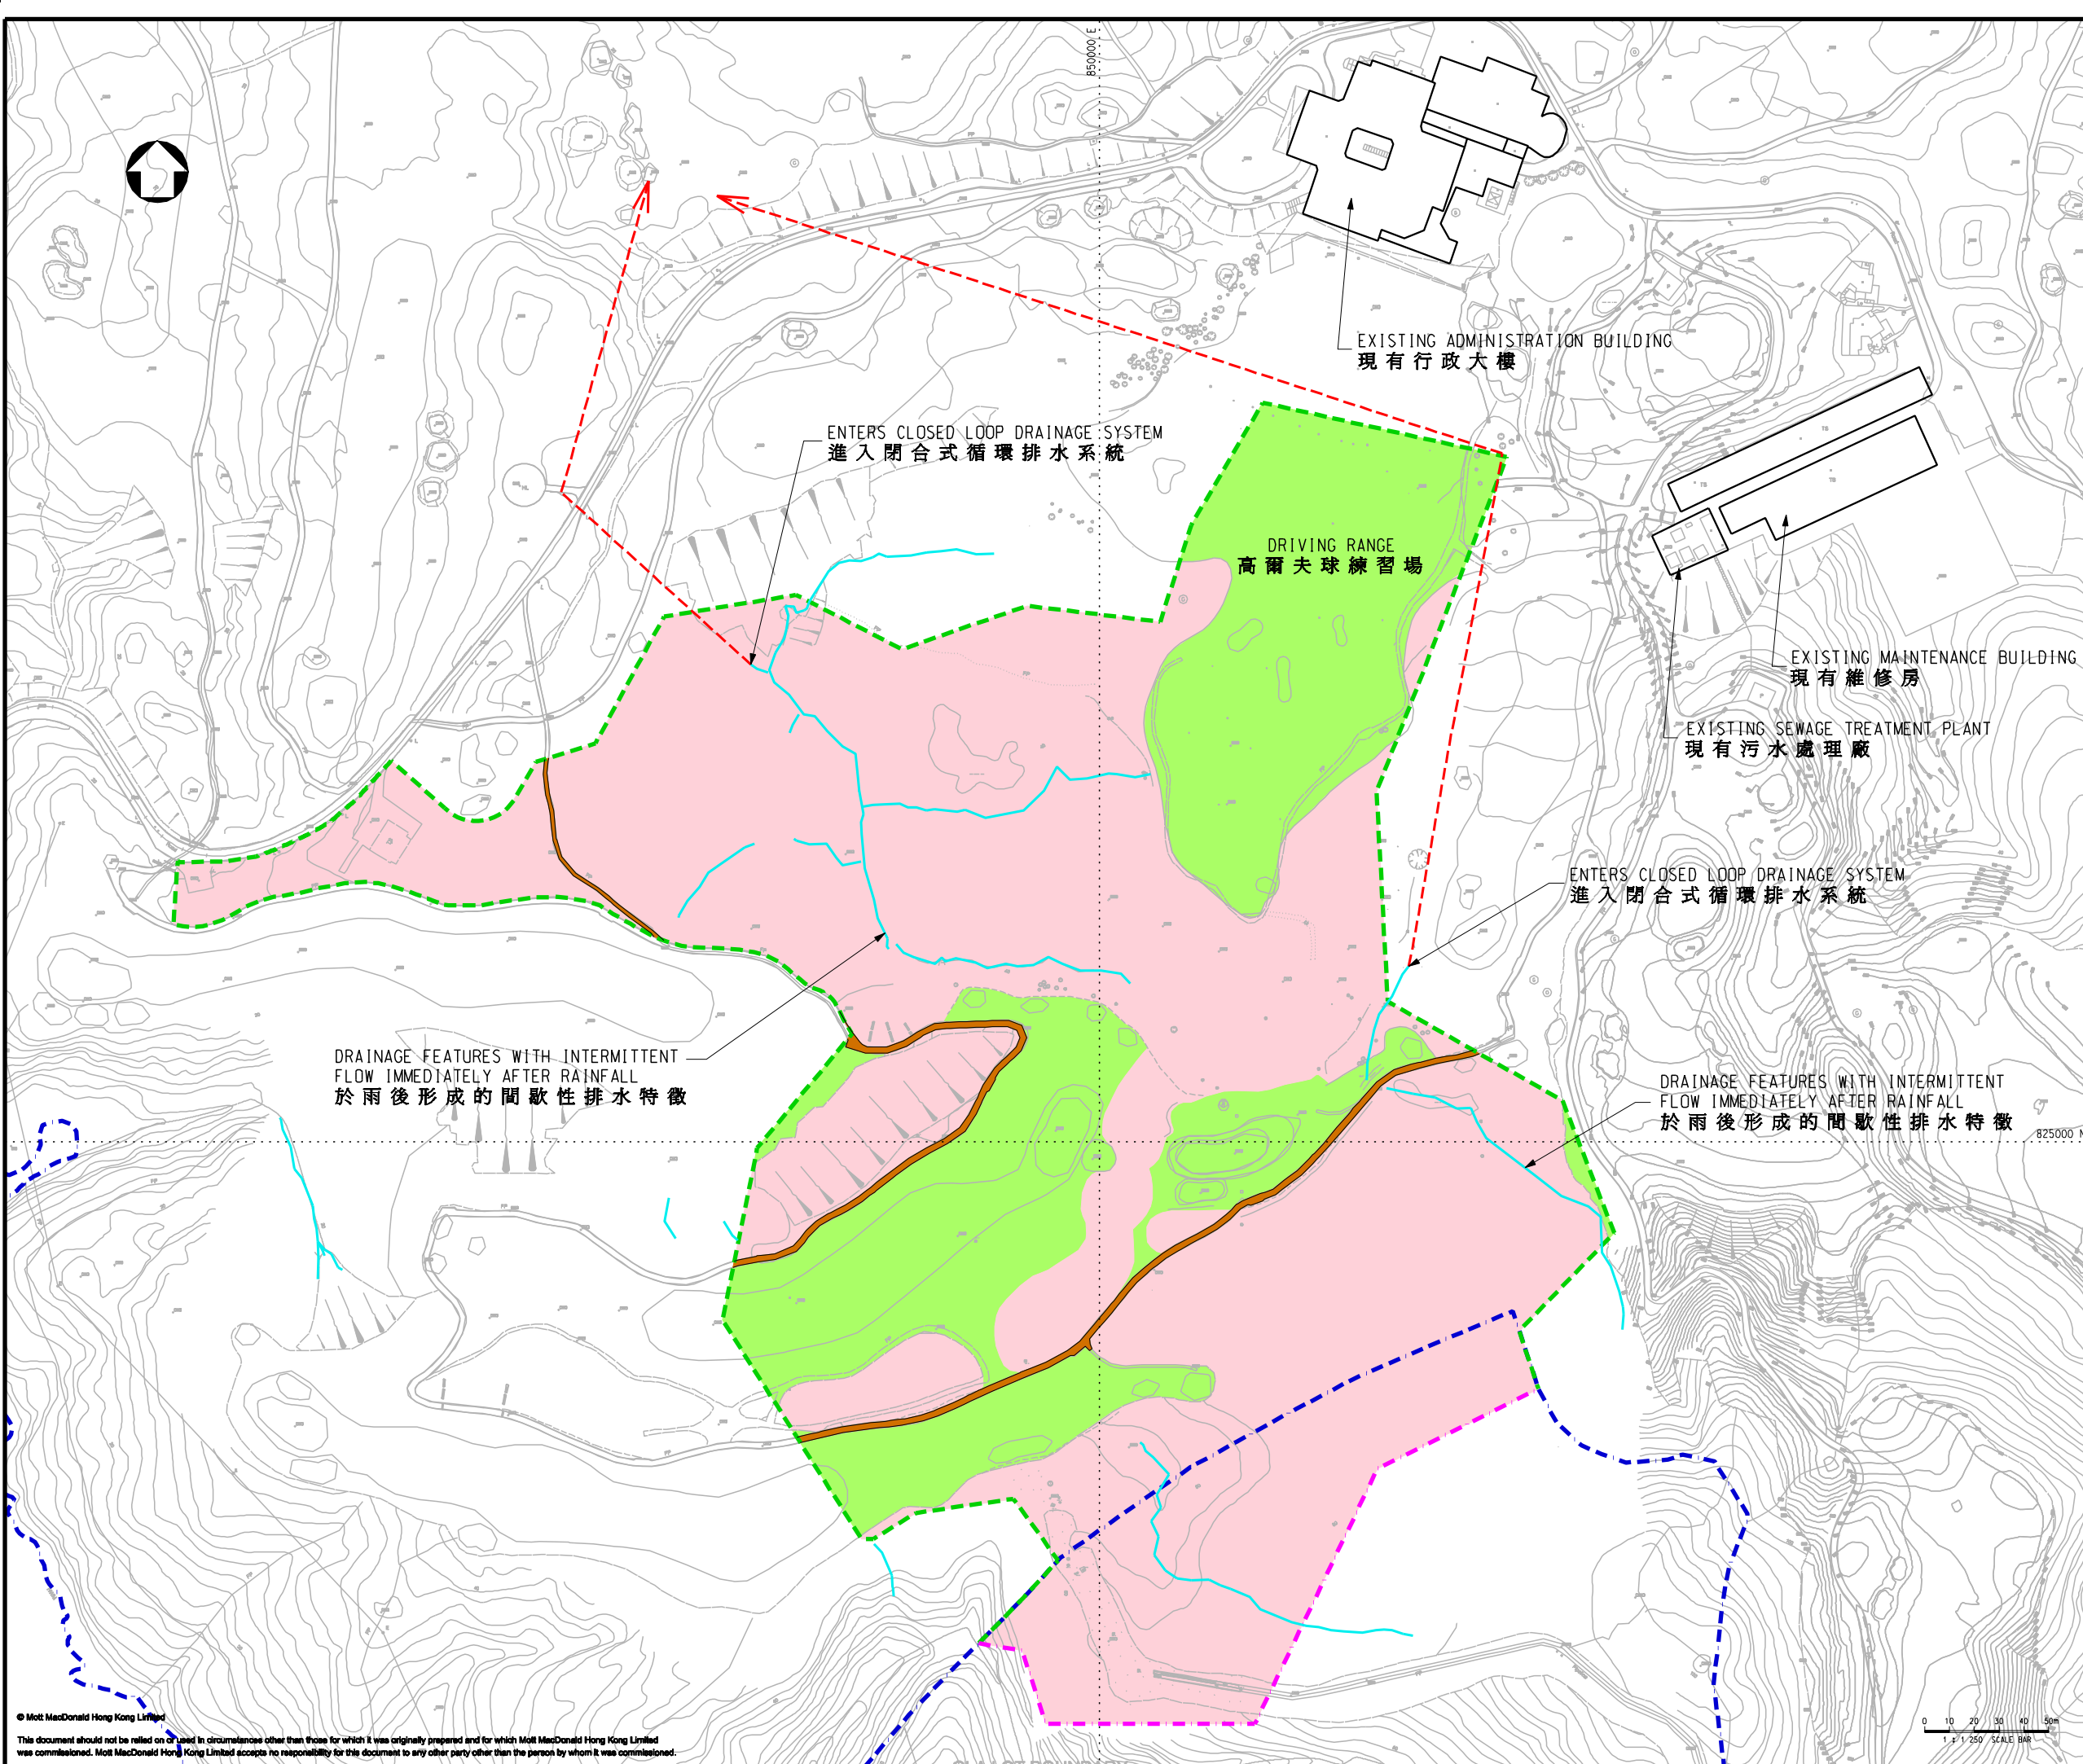 850000 E
EXISTING ADMINISTRATION BUILDING
現有行政大樓
ENTERS CLOSED LOOP DRAINAGE SYSTEM
進入閉合式循環排水系統
DRIVING RANGE
高爾夫球練習場
EXISTING MAINTENANCE BUILDING
現有維修房
EXISTING SEWAGE TREATMENT PLANT
現有污水處理廠
ENTERS CLOSED LOOP DRAINAGE SYSTEM
進入閉合式循環排水系統
DRAINAGE FEATURES WITH INTERMITTENT
FLOW IMMEDIATELY AFTER RAINFALL
於雨後形成的間歇性排水特徵
DRAINAGE FEATURES WITH INTERMITTENT
FLOW IMMEDIATELY AFTER RAINFALL
於雨後形成的間歇性排水特徵
825000 N
© Mott MacDonald Hong Kong Limited
This document should not be relied on or used in circumstances other than those for which it was originally prepared and for which Mott MacDonald Hong Kong Limited
was commissioned. Mott MacDonald Hong Kong Limited accepts no responsibility for this document to any other party other than the person by whom it was commissioned.
0 10 20 30 40 50m
1 : 1 250 SCALE BAR